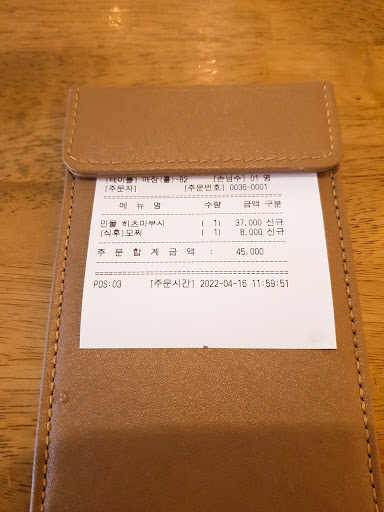 [테이블] 매장(홀)-B2 [손님수] 01 명
[주문자] [주문번호] 0036-0001
================================
메 뉴 명 수량 금액 구분
--------------------------------
민물 히츠마부시 ( 1) 37,000 신규
(식후)모찌 ( 1) 8,000 신규
--------------------------------
주 문 합 계 금 액 : 45,000
--------------------------------
================================
POS:03 [주문시간] 2022-04-16 11:59:51